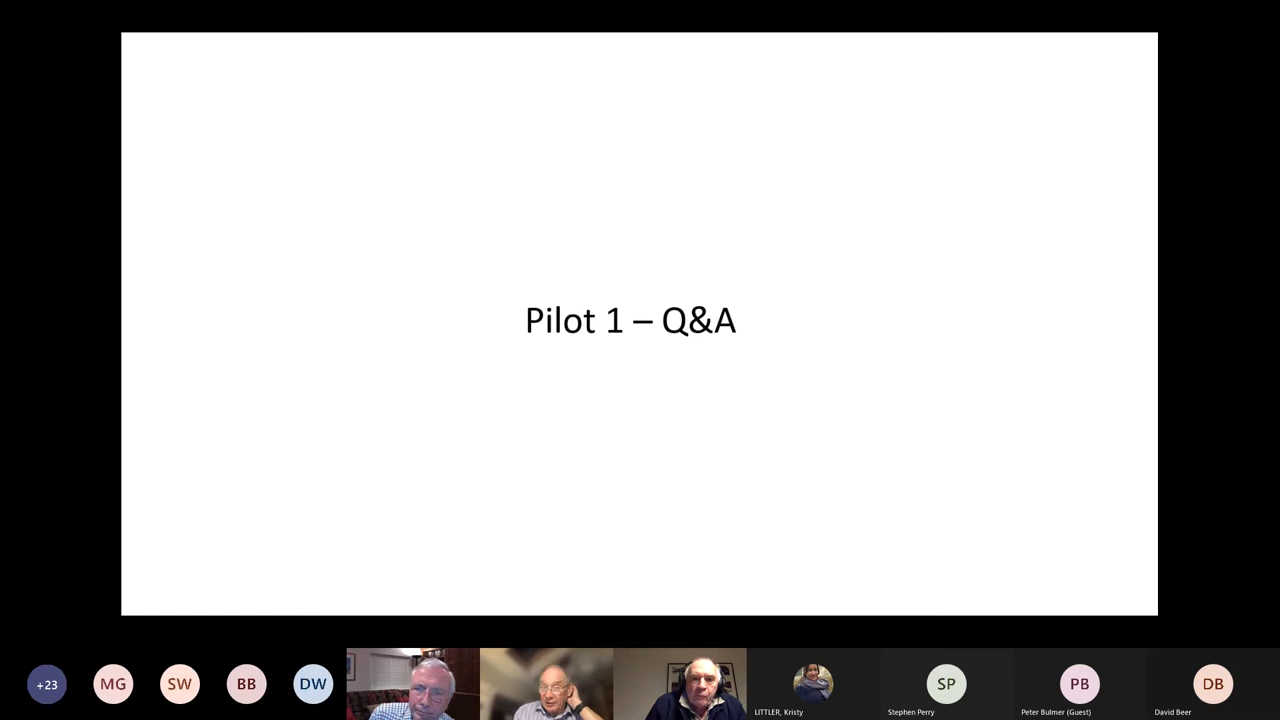 Pilot 1 – Q&A
+23
MG
SW
BB
DW
LITTLER, Kristy
SP
Stephen Perry
PB
Peter Bulmer (Guest)
DB
David Beer